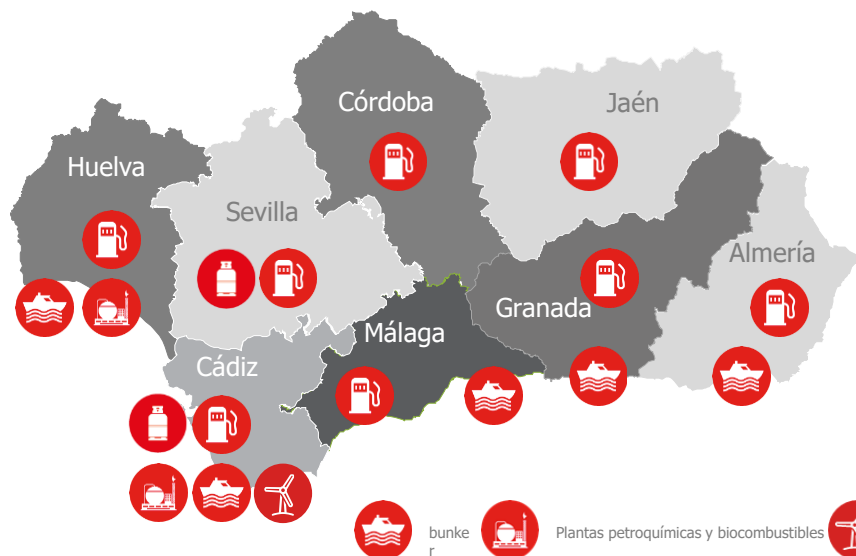 Córdoba
Jaén
Huelva
Sevilla
Almería
Granada
Málaga
Cádiz
bunke
r
Plantas petroquímicas y biocombustibles